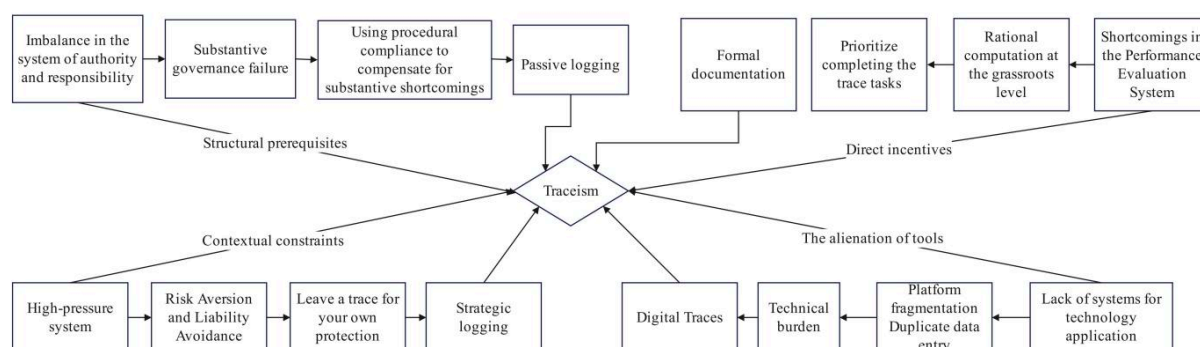 Imbalance in the
system of authority
and responsibility
Substantive
governance failure
Using procedural
compliance to
compensate for
substantive shortcomings
Passive logging
Formal
documentation
Prioritize
completing the
trace tasks
Rational
computation at
the grassroots
level
Shortcomings in
the Performance
Evaluation
System
Structural prerequisites
Direct incentives
Traceism
Contextual constraints
The alienation of tools
High-pressure
system
Risk Aversion
and Liability
Avoidance
Leave a trace for
your own
protection
Strategic
logging
Digital Traces
Technical
burden
Platform
fragmentation
Duplicate data
entry
Lack of systems for
technology
application